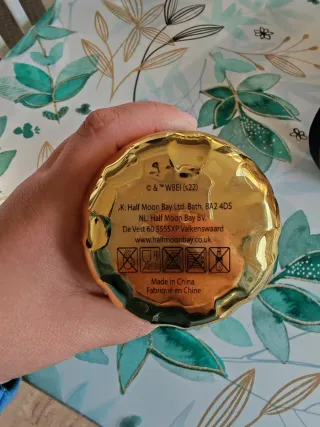 © & ™ WBEI (s22)
.K: Half Moon Bay Ltd. Bath, BA2 4DS
NL: Half Moon Bay BV.
De Vest 60 5555XP Valkenswaard
www.halfmoonbay.co.uk
Made in China
Fabriqué en Chine